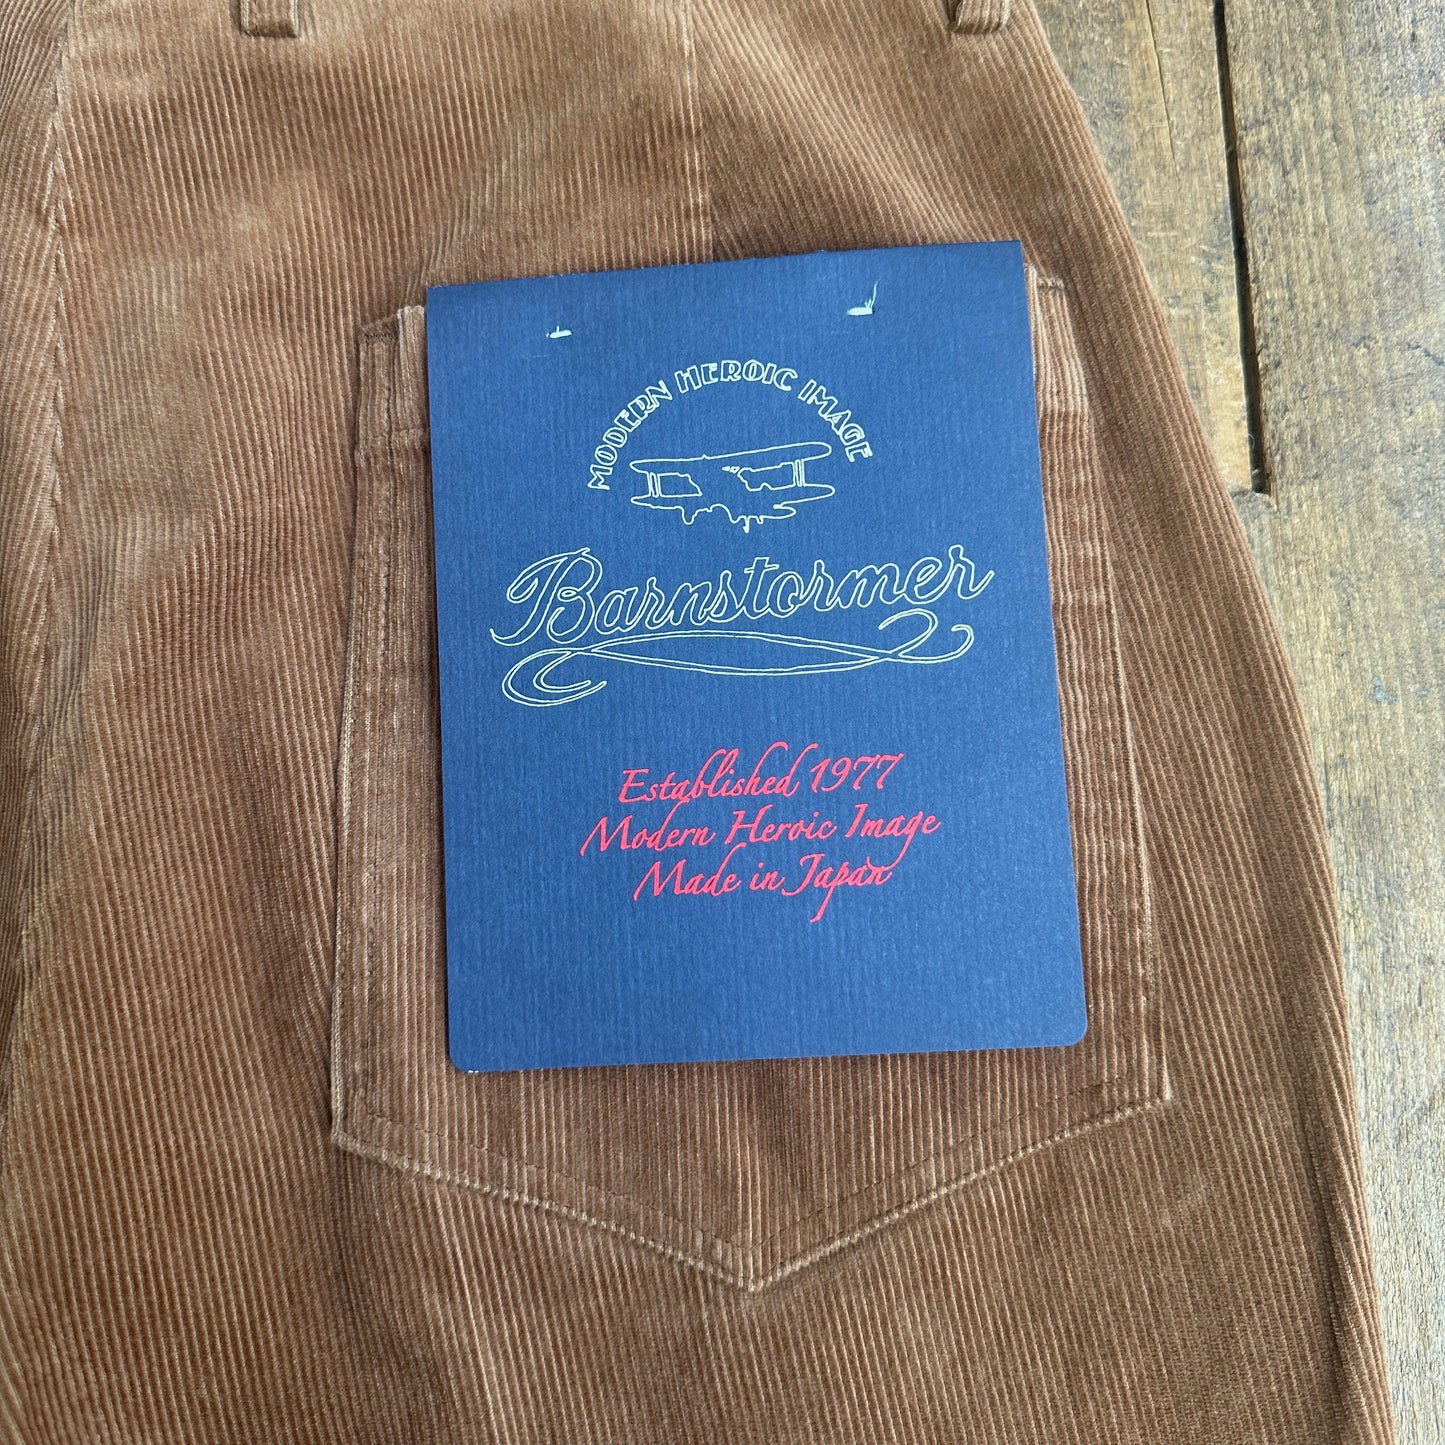 MODERN HEROIC IMAGE
Barnstormer
Established 1977
Modern Heroic Image
Made in Japan